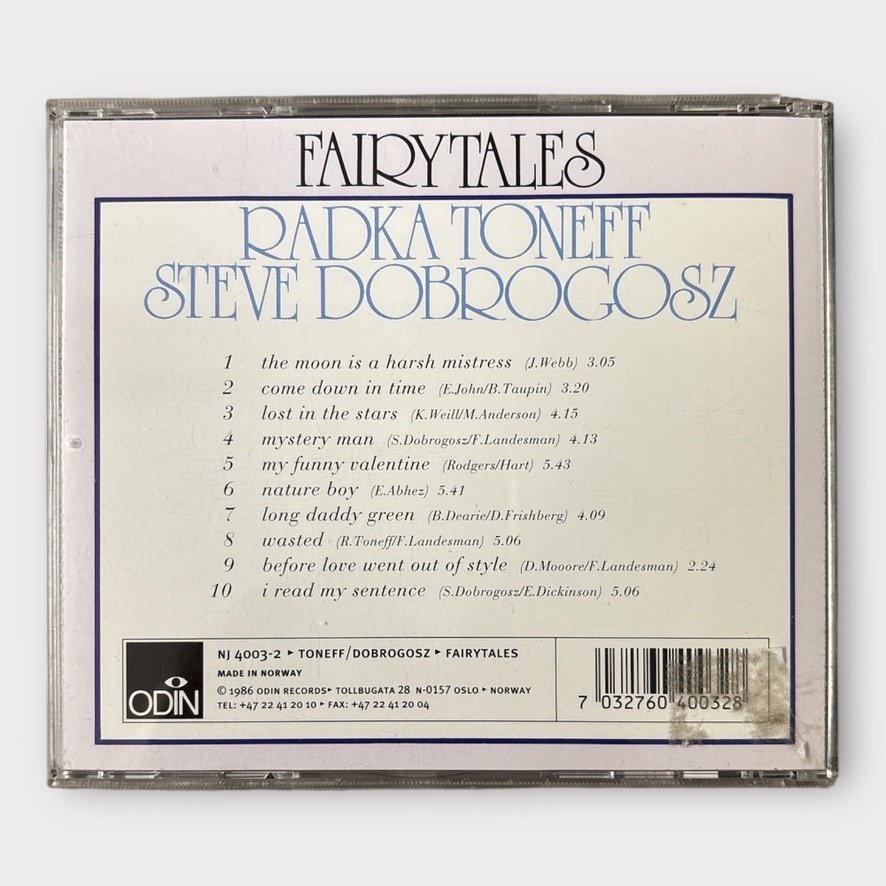 FAIRYTALES
RADKA TONEFF
STEVE DOBROGOSZ
1 the moon is a harsh mistress (J.Webb) 3.05
2 come down in time (E.John/B.Taupin) 3.20
3 lost in the stars (K.Weill/M.Anderson) 4.15
4 mystery man (S.Dobrogosz/F.Landesman) 4.13
5 my funny valentine (Rodgers/Hart) 5.43
6 nature boy (E.Abhez) 5.41
7 long daddy green (B.Dearie/D.Frishberg) 4.09
8 wasted (R.Toneff/F.Landesman) 5.06
9 before love went out of style (D.Mooore/F.Landesman) 2.24
10 i read my sentence (S.Dobrogosz/E.Dickinson) 5.06
ODIN
NJ 4003-2 ▸ TONEFF/DOBROGOSZ ▸ FAIRYTALES
MADE IN NORWAY
© 1986 ODIN RECORDS▸ TOLLBUGATA 28 N-0157 OSLO ▸ NORWAY
TEL: +47 22 41 20 10 ▸ FAX: +47 22 41 20 04
7 032760 400328